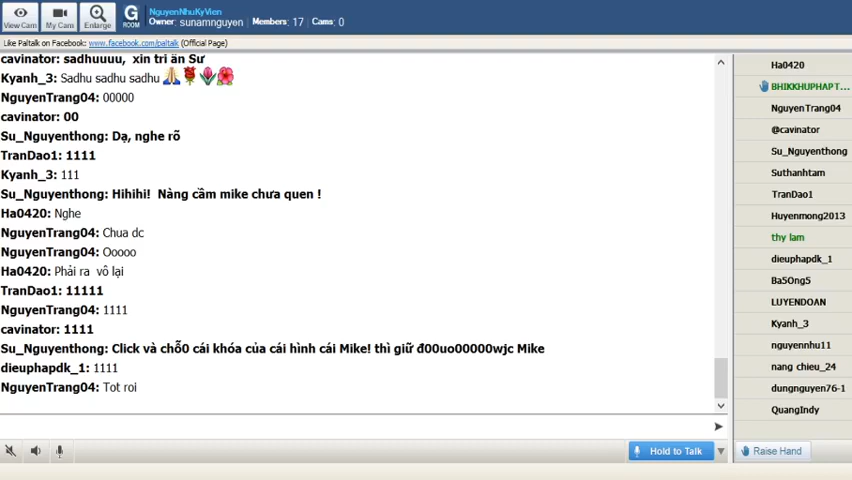 View Cam
My Cam
Enlarge
G
ROOM
NguyenNhuKyVien
Owner: sunamnguyen Members: 17 Cams: 0
Like Paltalk on Facebook: www.facebook.com/paltalk (Official Page)
cavinator: sadhuuuu, xin tri ân Sư
Kyanh_3: Sadhu sadhu sadhu
NguyenTrang04: 00000
cavinator: 00
Su_Nguyenthong: Dạ, nghe rõ
TranDao1: 1111
Kyanh_3: 111
Su_Nguyenthong: Hihihi! Nàng cầm mike chưa quen !
Ha0420: Nghe
NguyenTrang04: Chua dc
NguyenTrang04: Ooooo
Ha0420: Phải ra vô lại
TranDao1: 11111
NguyenTrang04: 1111
cavinator: 1111
Su_Nguyenthong: Click và chỗ0 cái khóa của cái hình cái Mike! thì giữ đ00uo00000wjc Mike
dieuphapdk_1: 1111
NguyenTrang04: Tot roi
Hold to Talk
Ha0420
BHIKKHUPHAPT...
NguyenTrang04
@cavinator
Su_Nguyenthong
Suthanhtam
TranDao1
Huyenmong2013
thy lam
dieuphapdk_1
Ba5Ong5
LUYENDOAN
Kyanh_3
nguyennhu11
nang chieu_24
dungnguyen76-1
QuangIndy
Raise Hand